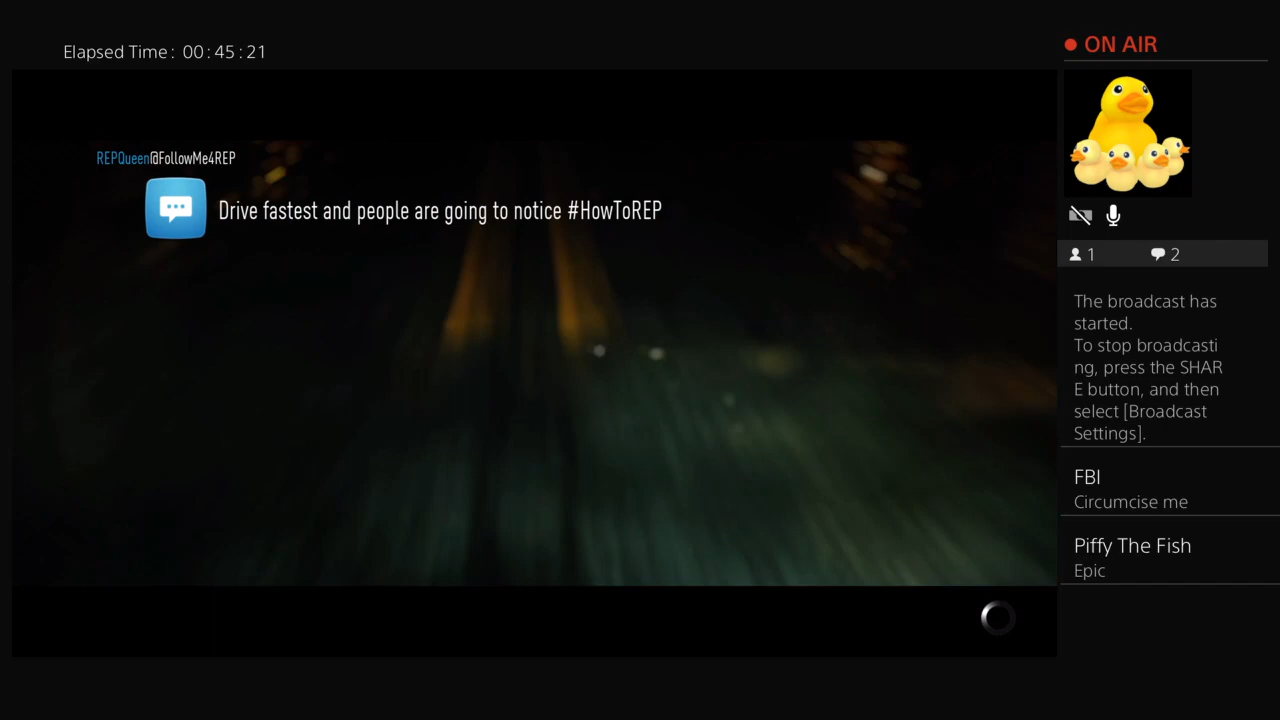 Elapsed Time: 00:45:21
ON AIR
REPQueen@FollowMe4REP
Drive fastest and people are going to notice #HowToREP
1
2
The broadcast has
started.
To stop broadcasti
ng, press the SHAR
E button, and then
select [Broadcast
Settings].
FBI
Circumcise me
Piffy The Fish
Epic